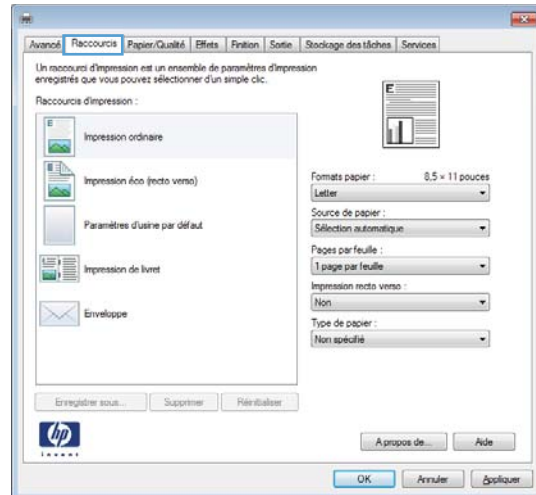 Avancé Raccourcis Papier/Qualité Effets Finition Sortie Stockage des tâches Services
Un raccourci d'impression est un ensemble de paramètres d'impression
enregistrés que vous pouvez sélectionner d'un simple clic.
Raccourcis d'impression :
E
Impression ordinaire
Impression éco (recto verso)
Paramètres d'usine par défaut
Impression de livret
Enveloppe
E
Formats papier : 8,5 × 11 pouces
Letter
Source de papier :
Sélection automatique
Pages par feuille :
1 page par feuille
Impression recto verso :
Non
Type de papier :
Non spécifié
Enregistrer sous... Supprimer Réinitialiser
hp
invent
A propos de... Aide
OK Annuler Appliquer